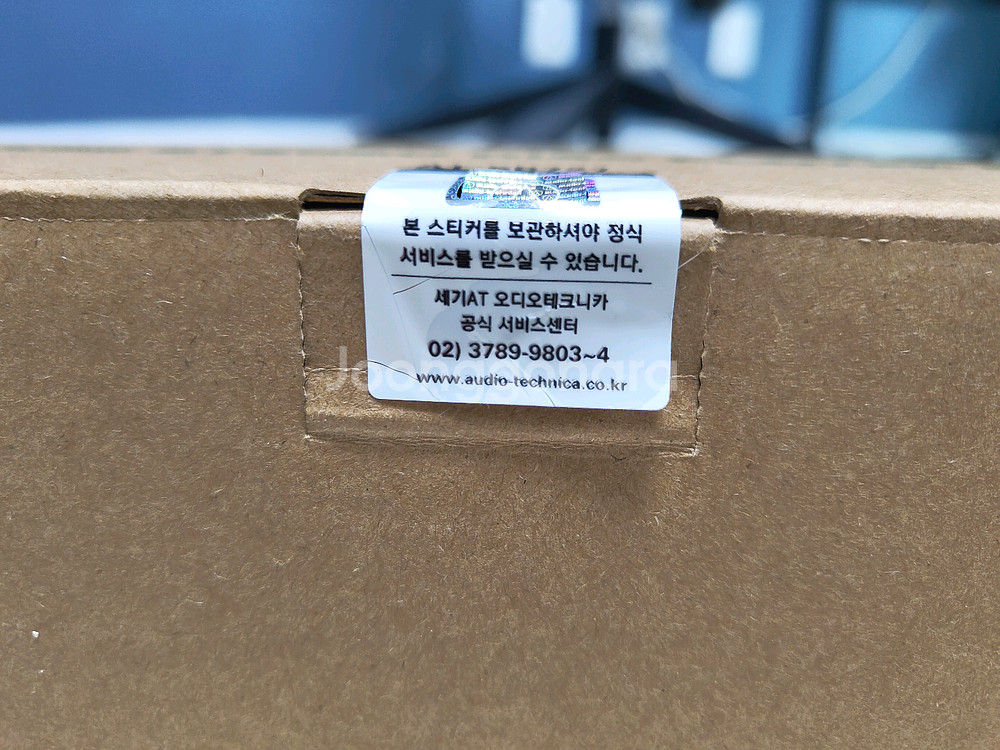 본 스티커를 보관하셔야 정식
서비스를 받으실 수 있습니다.
세기AT 오디오테크니카
공식 서비스센터
02) 3789-9803~4
www.audio-technica.co.kr
Joonggonara